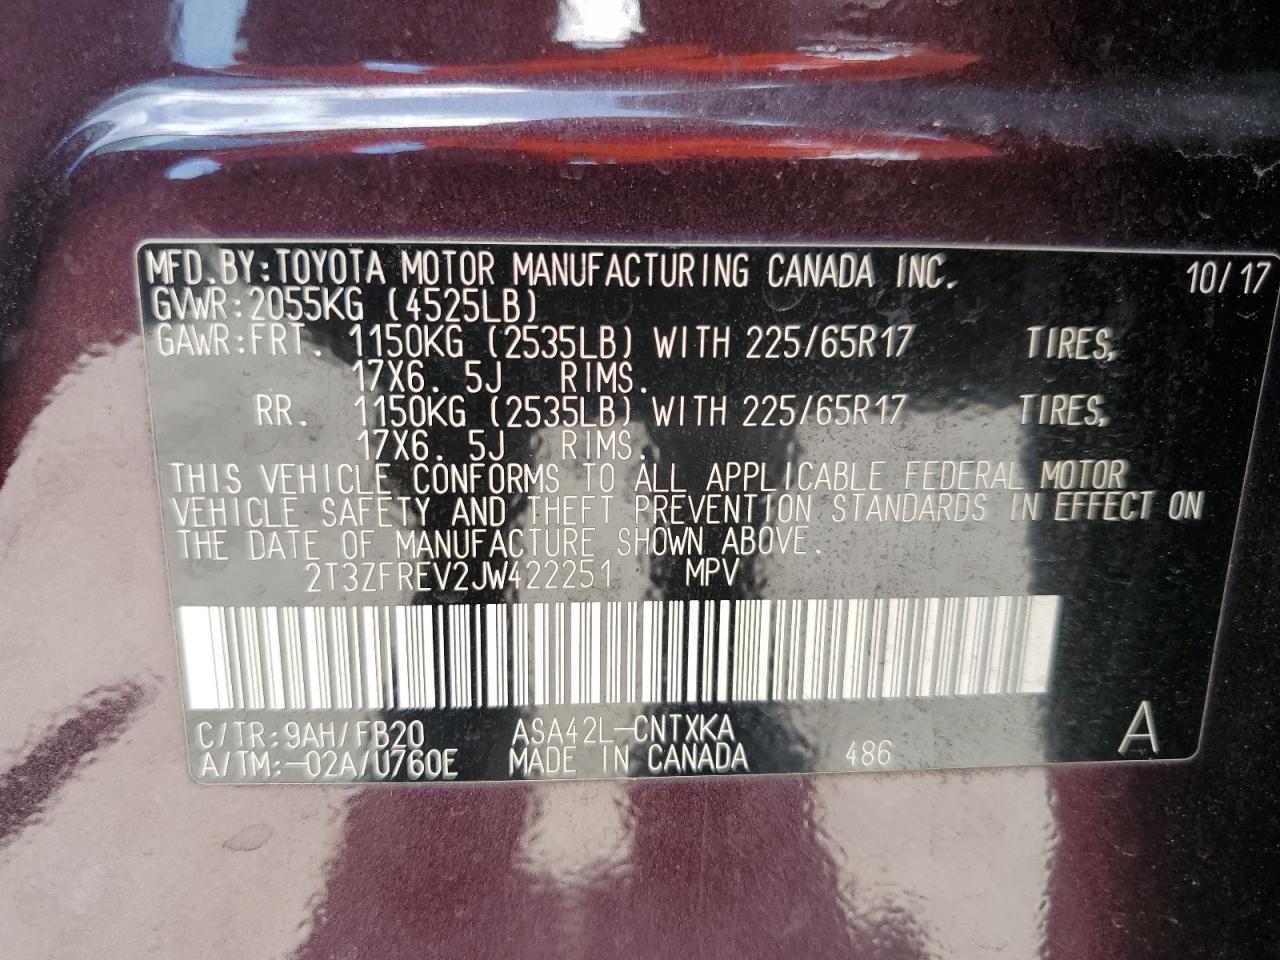 MFD.BY:TOYOTA MOTOR MANUFACTURING CANADA INC. 10/17
GVWR:2055KG (4525LB)
GAWR:FRT. 1150KG (2535LB) WITH 225/65R17 TIRES,
17X6. 5J RIMS.
RR. 1150KG (2535LB) WITH 225/65R17 TIRES,
17X6. 5J RIMS.
THIS VEHICLE CONFORMS TO ALL APPLICABLE FEDERAL MOTOR
VEHICLE SAFETY AND THEFT PREVENTION STANDARDS IN EFFECT ON
THE DATE OF MANUFACTURE SHOWN ABOVE.
2T3ZFREV2JW422251 MPV
C/TR:9AH/FB20 ASA42L-CNTXKA A
A/TM:-02A/U760E MADE IN CANADA 486